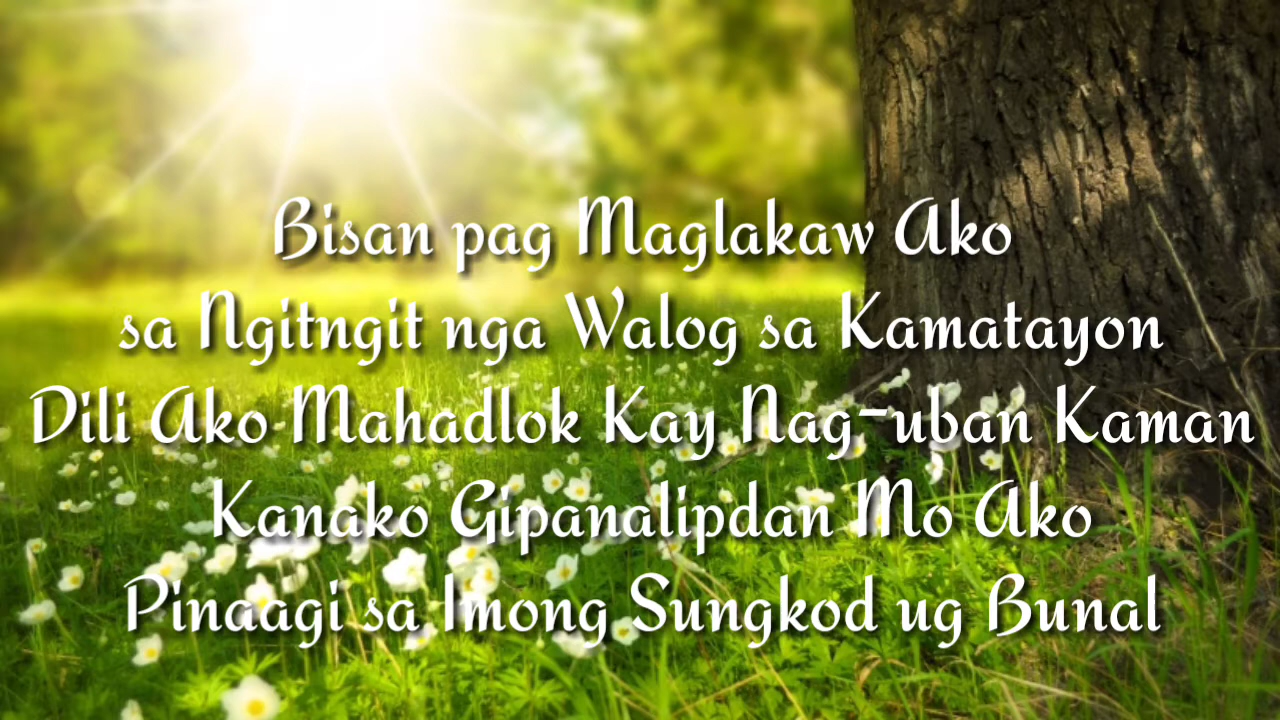 Bisan pag Maglakaw Ako
sa Ngitngit nga Walog sa Kamatayon
Dili Ako Mahadlok Kay Nag-uban Kaman
Kanako Gipanalipdan Mo Ako
Pinaagi sa Imong Sungkod ug Bunal